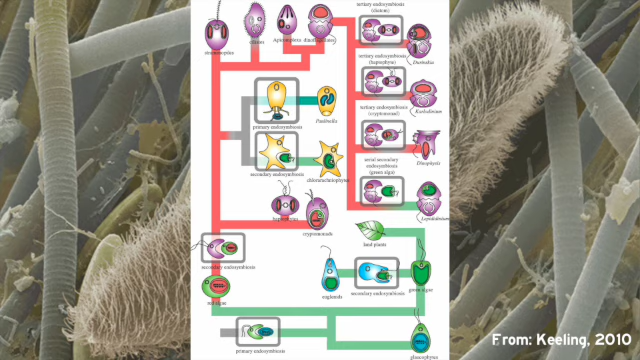 tertiary endosymbiosis
(diatom)
stramenopiles
ciliates
Apicomplexa
dinoflagellates
Durinskia
tertiary endosymbiosis
(haptophyte)
Karlodinium
tertiary endosymbiosis
(cryptomonad)
Dinophysis
serial secondary
endosymbiosis
(green alga)
Lepidodinium
primary endosymbiosis
Paulinella
secondary endosymbiosis
chlorarachniophytes
haptophytes
cryptomonads
land plants
secondary endosymbiosis
euglenids
secondary endosymbiosis
green algae
red algae
primary endosymbiosis
glaucophytes
From: Keeling, 2010